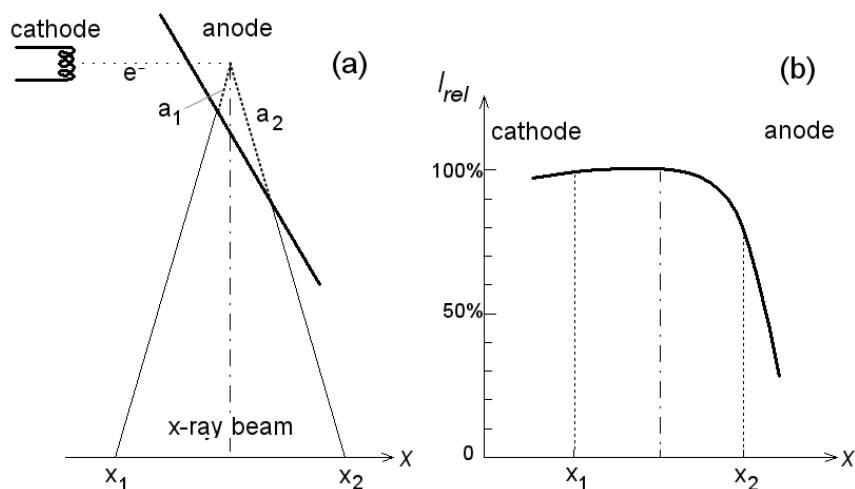 cathode
anode
(a)
e⁻
a₁
a₂
x-ray beam
x₁
x₂
X
(b)
Iᵣₑₗ
cathode
anode
100%
50%
0
x₁
x₂
X